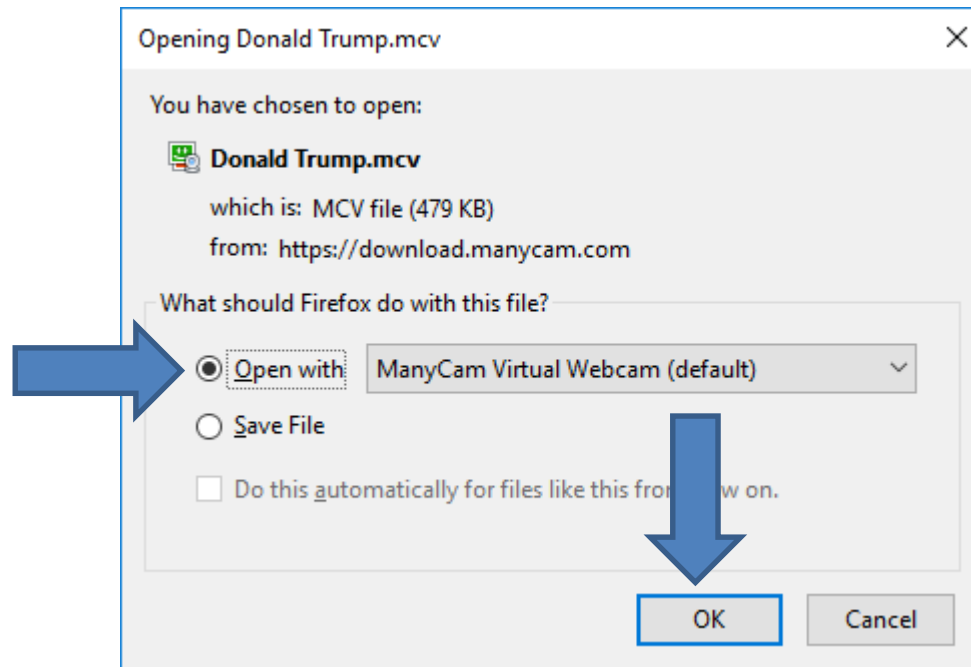 Opening Donald Trump.mcv
You have chosen to open:
Donald Trump.mcv
which is: MCV file (479 KB)
from: https://download.manycam.com
What should Firefox do with this file?
Open with ManyCam Virtual Webcam (default)
Save File
Do this automatically for files like this on.
OK Cancel